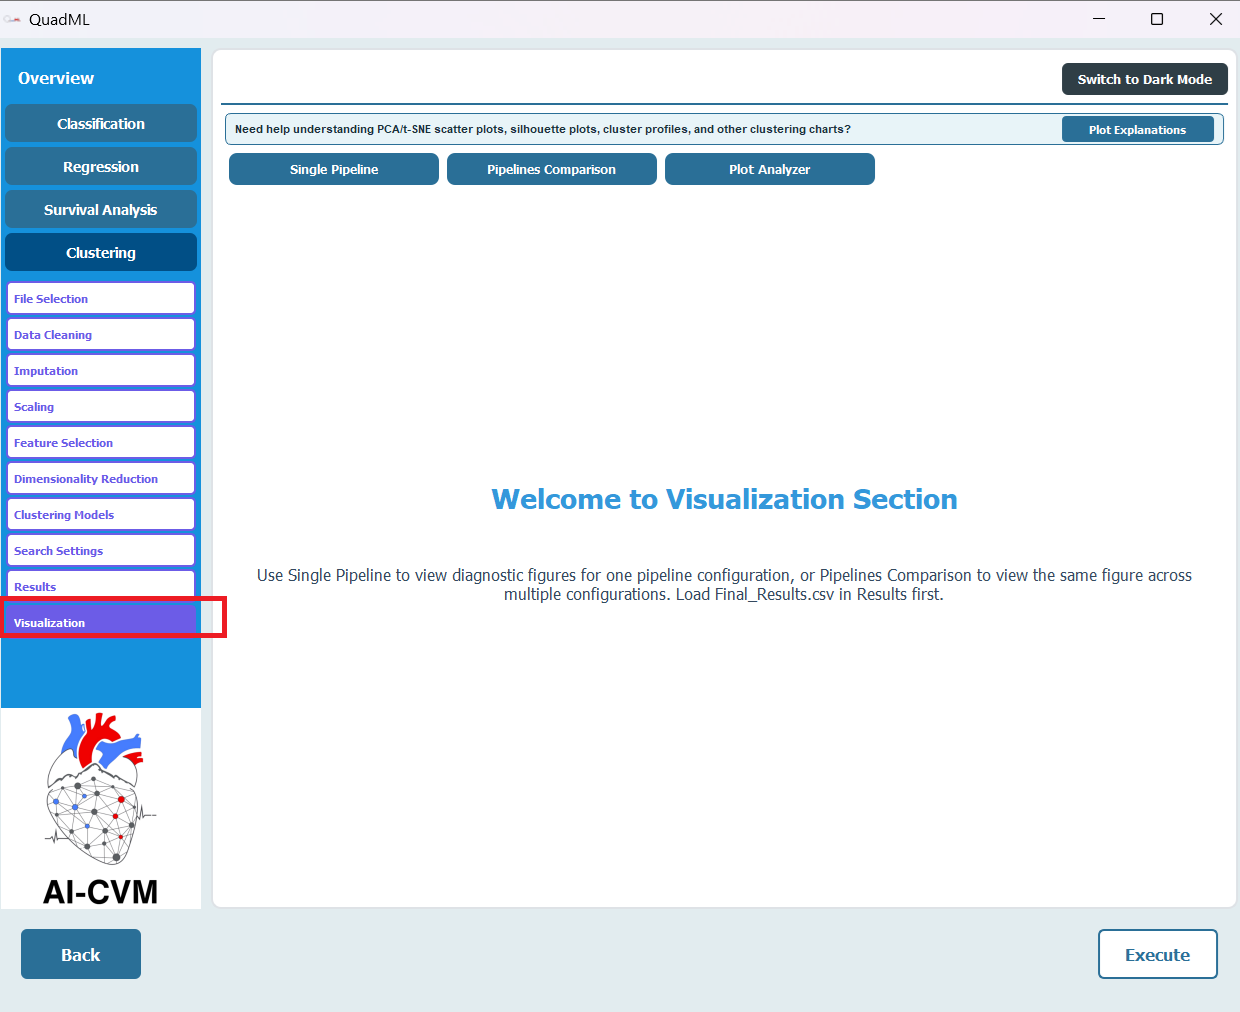 QuadML
Overview
Classification
Regression
Survival Analysis
Clustering
File Selection
Data Cleaning
Imputation
Scaling
Feature Selection
Dimensionality Reduction
Clustering Models
Search Settings
Results
Visualization
AI-CVM
Switch to Dark Mode
Need help understanding PCA/t-SNE scatter plots, silhouette plots, cluster profiles, and other clustering charts?
Plot Explanations
Single Pipeline
Pipelines Comparison
Plot Analyzer
Welcome to Visualization Section
Use Single Pipeline to view diagnostic figures for one pipeline configuration, or Pipelines Comparison to view the same figure across
multiple configurations. Load Final_Results.csv in Results first.
Back
Execute